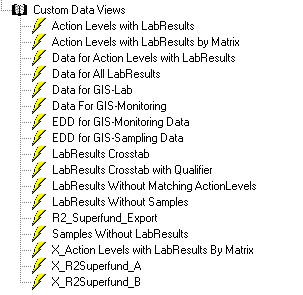 Custom Data Views
Action Levels with LabResults
Action Levels with LabResults by Matrix
Data for Action Levels with LabResults
Data for All LabResults
Data for GIS-Lab
Data For GIS-Monitoring
EDD for GIS-Monitoring Data
EDD for GIS-Sampling Data
LabResults Crosstab
LabResults Crosstab with Qualifier
LabResults Without Matching ActionLevels
LabResults Without Samples
R2_Superfund_Export
Samples Without LabResults
X_Action Levels with LabResults By Matrix
X_R2Superfund_A
X_R2Superfund_B